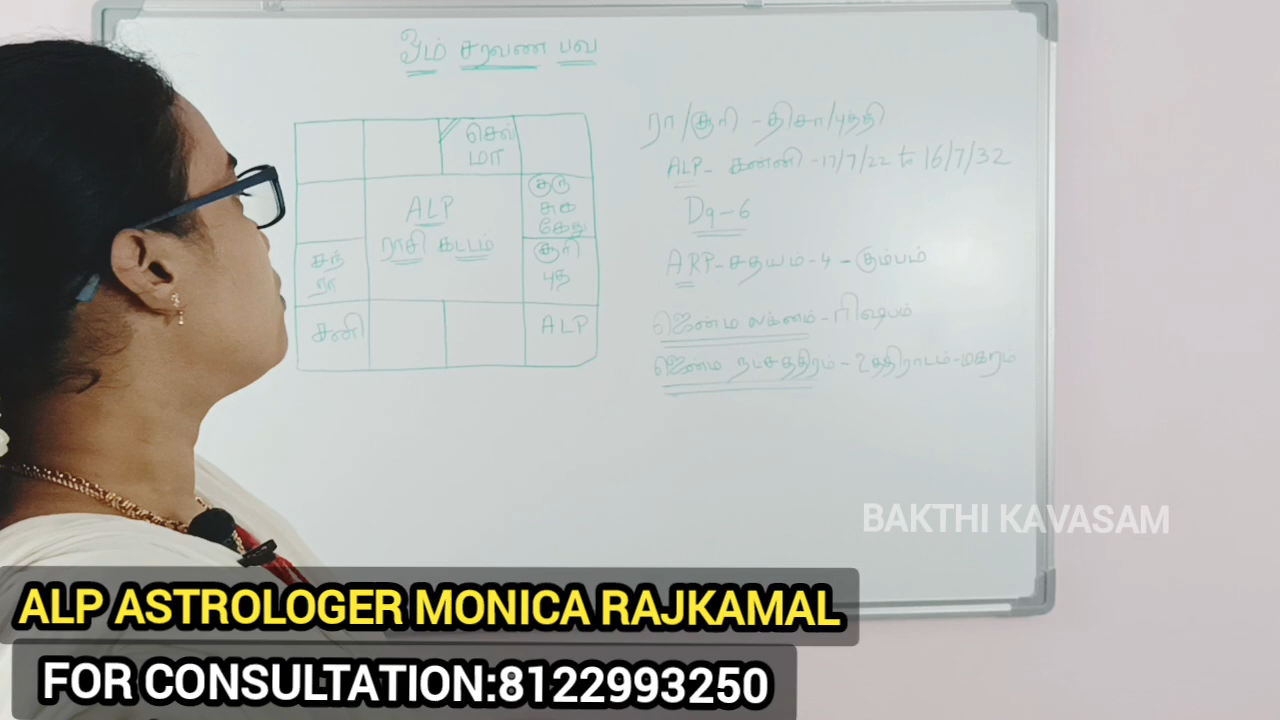 ஓம் சரவண பவ
செவ்
மா
குரு
சுக்
கேது
ALP
ராசி கட்டம்
சந்
ரா
சூரி
புத
சனி
ALP
ரா/சூரி - திசா/புத்தி
ALP - கன்னி - 17/7/22 to 16/7/32
D9-6
ARP - சதயம் - 4 - கும்பம்
ஜென்ம லக்னம் - ரிஷபம்
ஜென்ம நட்சத்திரம் - உத்திராடம் - மகரம்
BAKTHI KAVASAM
ALP ASTROLOGER MONICA RAJKAMAL
FOR CONSULTATION:8122993250